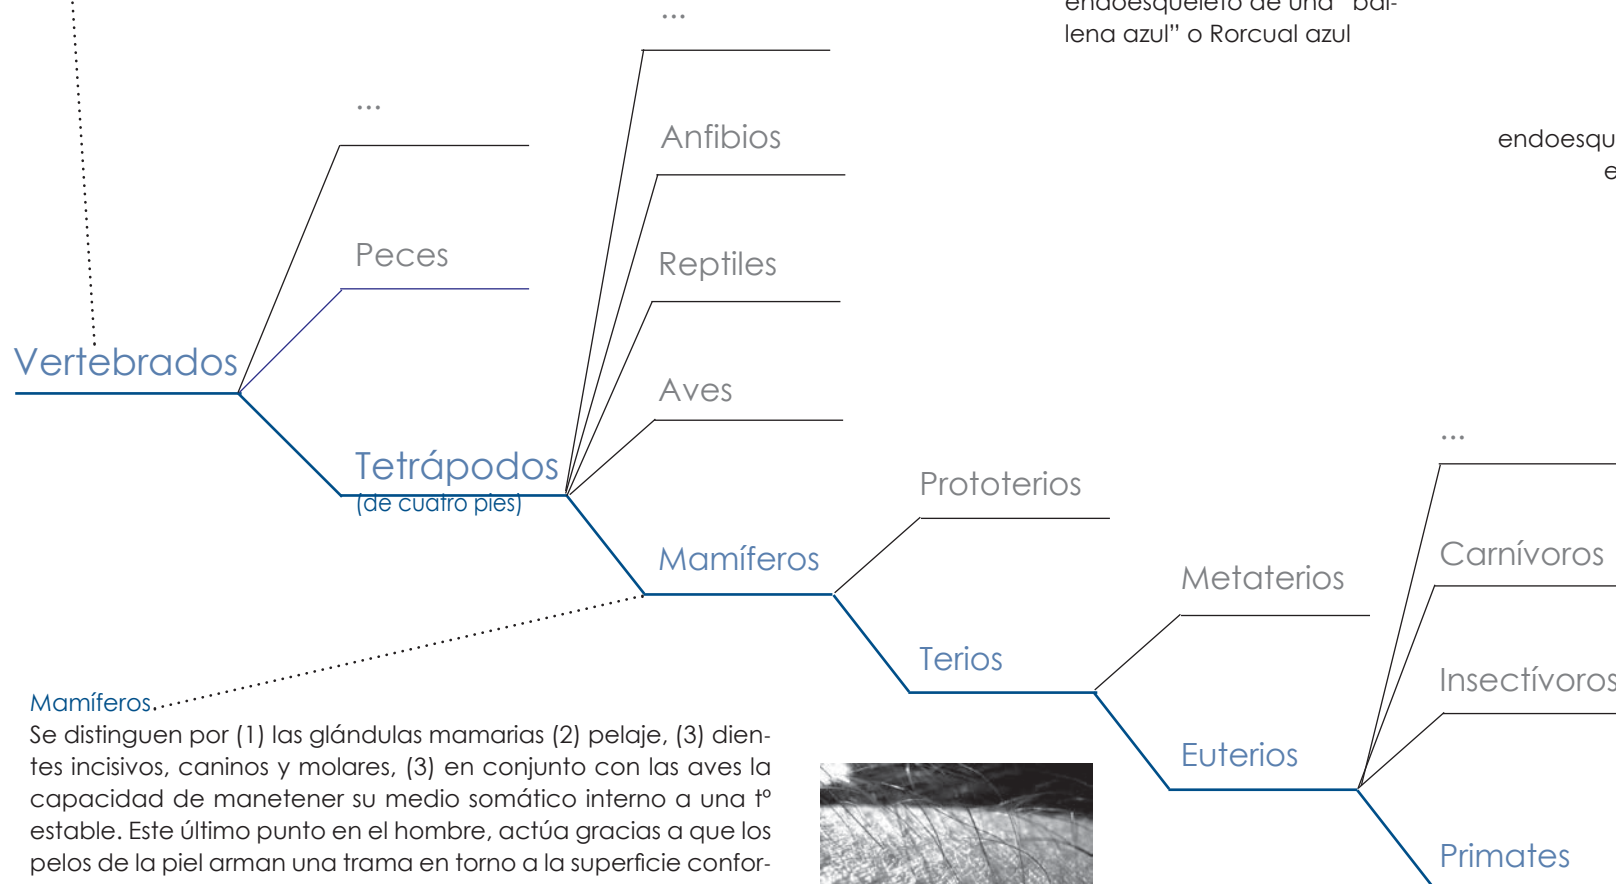 ...
endoesqueleto de una “bal-
lena azul” o Rorcual azul
...
Anfibios
endoesqu
e
Peces
Reptiles
Vertebrados
Aves
...
Tetrápodos
(de cuatro pies)
Prototerios
Mamíferos
Carnívoros
Metaterios
Terios
Insectívoros
Mamíferos
Se distinguen por (1) las glándulas mamarias (2) pelaje, (3) dien-
tes incisivos, caninos y molares, (3) en conjunto con las aves la
capacidad de manetener su medio somático interno a una tº
estable. Este último punto en el hombre, actúa gracias a que los
pelos de la piel arman una trama en torno a la superficie confor-
Euterios
Primates